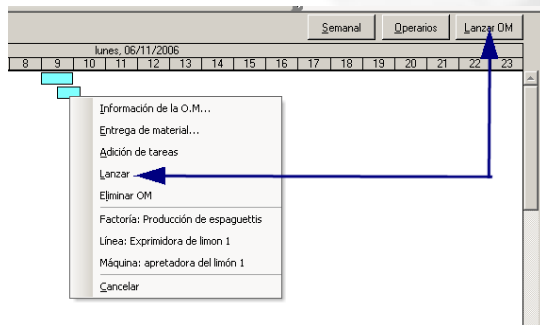 Semanal Operarios Lanzar OM
lunes, 06/11/2006
8 9 10 11 12 13 14 15 16 17 18 19 20 21 22 23
Información de la O.M...
Entrega de material...
Adición de tareas
Lanzar
Eliminar OM
Factoría: Producción de espaguettis
Línea: Exprimidora de limon 1
Máquina: apretadora del limón 1
Cancelar